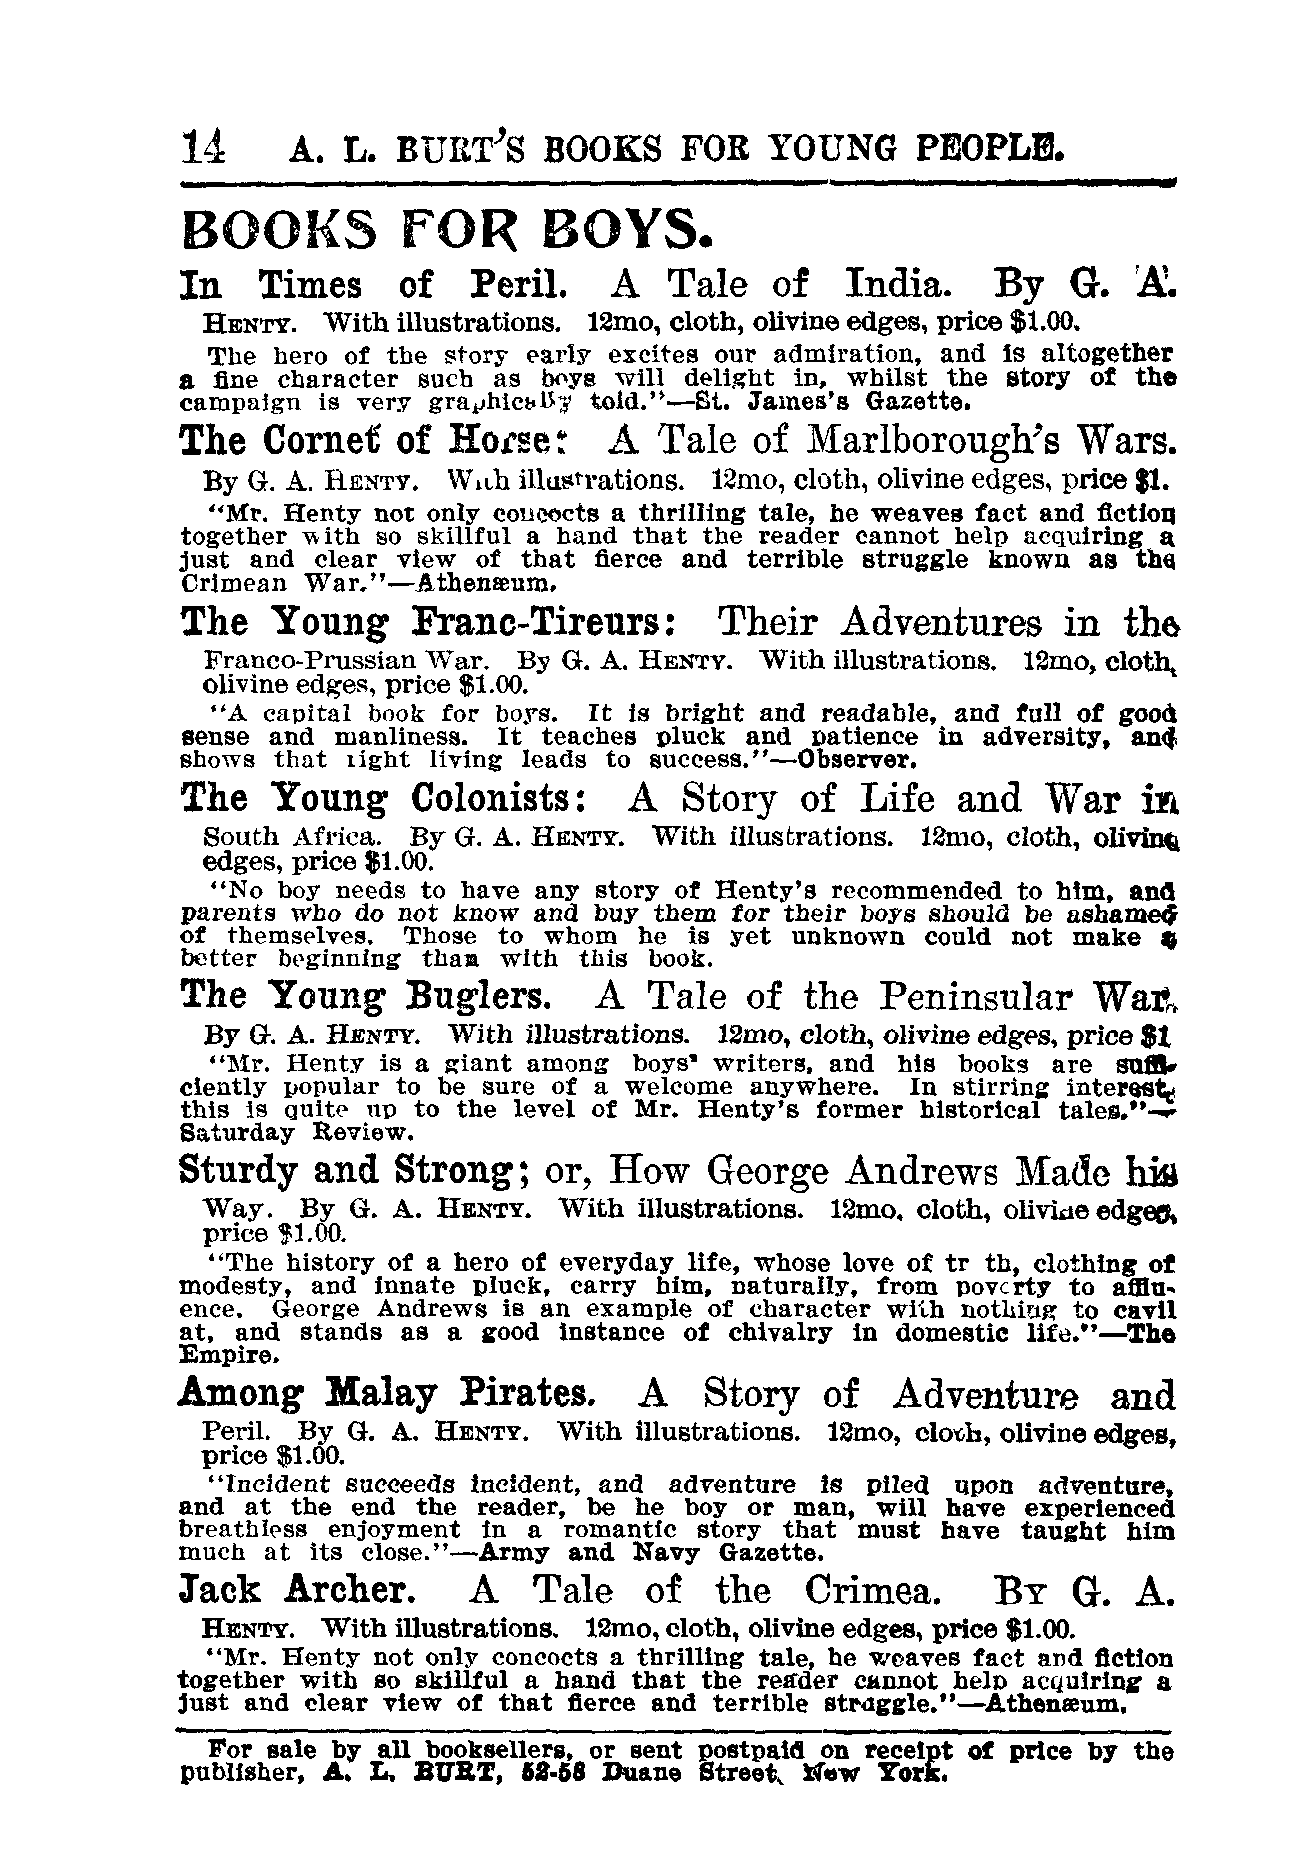 14 A. L. BURT'S BOOKS FOR YOUNG PEOPLE.
BOOKS FOR BOYS.
In Times of Peril. A Tale of India. By G. A.
HENTY. With illustrations. 12mo, cloth, olivine edges, price $1.00.
The hero of the story early excites our admiration, and is altogether
a fine character such as boys will delight in, whilst the story of the
campaign is very graphically told."—St. James's Gazette.
The Cornet of Horse: A Tale of Marlborough's Wars.
By G. A. HENTY. With illustrations. 12mo, cloth, olivine edges, price $1.
"Mr. Henty not only concocts a thrilling tale, he weaves fact and fiction
together with so skillful a hand that the reader cannot help acquiring a
just and clear view of that fierce and terrible struggle known as the
Crimean War."—Athenæum.
The Young Franc-Tireurs: Their Adventures in the
Franco-Prussian War. By G. A. HENTY. With illustrations. 12mo, cloth,
olivine edges, price $1.00.
"A capital book for boys. It is bright and readable, and full of good
sense and manliness. It teaches pluck and patience in adversity, and
shows that right living leads to success."—Observer.
The Young Colonists: A Story of Life and War in
South Africa. By G. A. HENTY. With illustrations. 12mo, cloth, olivine
edges, price $1.00.
"No boy needs to have any story of Henty's recommended to him, and
parents who do not know and buy them for their boys should be ashamed
of themselves. Those to whom he is yet unknown could not make a
better beginning than with this book.
The Young Buglers. A Tale of the Peninsular War.
By G. A. HENTY. With illustrations. 12mo, cloth, olivine edges, price $1
"Mr. Henty is a giant among boys' writers, and his books are suffi-
ciently popular to be sure of a welcome anywhere. In stirring interest,
this is quite up to the level of Mr. Henty's former historical tales."—
Saturday Review.
Sturdy and Strong; or, How George Andrews Made his
Way. By G. A. HENTY. With illustrations. 12mo, cloth, olivine edges,
price $1.00.
"The history of a hero of everyday life, whose love of tr th, clothing of
modesty, and innate pluck, carry him, naturally, from poverty to afflu-
ence. George Andrews is an example of character with nothing to cavil
at, and stands as a good instance of chivalry in domestic life."—The
Empire.
Among Malay Pirates. A Story of Adventure and
Peril. By G. A. HENTY. With illustrations. 12mo, cloth, olivine edges,
price $1.00.
"Incident succeeds incident, and adventure is piled upon adventure,
and at the end the reader, be he boy or man, will have experienced
breathless enjoyment in a romantic story that must have taught him
much at its close."—Army and Navy Gazette.
Jack Archer. A Tale of the Crimea. BY G. A.
HENTY. With illustrations. 12mo, cloth, olivine edges, price $1.00.
"Mr. Henty not only concocts a thrilling tale, he weaves fact and fiction
together with so skillful a hand that the reader cannot help acquiring a
just and clear view of that fierce and terrible struggle."—Athenæum.
For sale by all booksellers, or sent postpaid on receipt of price by the
publisher, A. L. BURT, 52-58 Duane Street, New York.